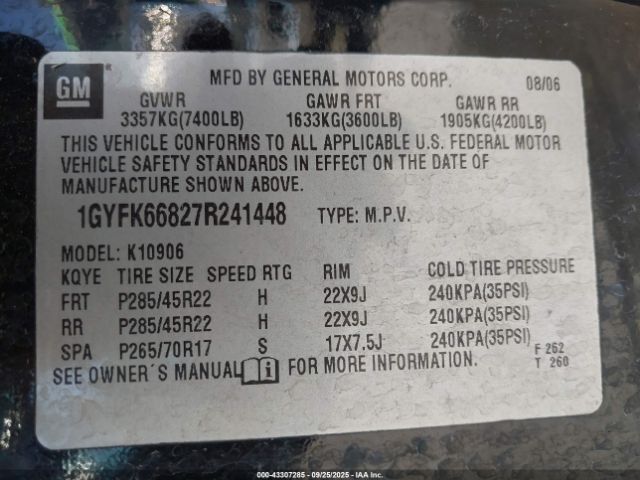 GM ®
MFD BY GENERAL MOTORS CORP. 08/06
GVWR GAWR FRT GAWR RR
3357KG(7400LB) 1633KG(3600LB) 1905KG(4200LB)
THIS VEHICLE CONFORMS TO ALL APPLICABLE U.S. FEDERAL MOTOR
VEHICLE SAFETY STANDARDS IN EFFECT ON THE DATE OF
MANUFACTURE SHOWN ABOVE.
1GYFK66827R241448 TYPE: M.P.V.
MODEL: K10906
KQYE TIRE SIZE SPEED RTG RIM COLD TIRE PRESSURE
FRT P285/45R22 H 22X9J 240KPA(35PSI)
RR P285/45R22 H 22X9J 240KPA(35PSI)
SPA P265/70R17 S 17X7.5J 240KPA(35PSI)
F 262
SEE OWNER´S MANUAL i FOR MORE INFORMATION. T 260
000-43307285 - 09/25/2025 - IAA Inc.